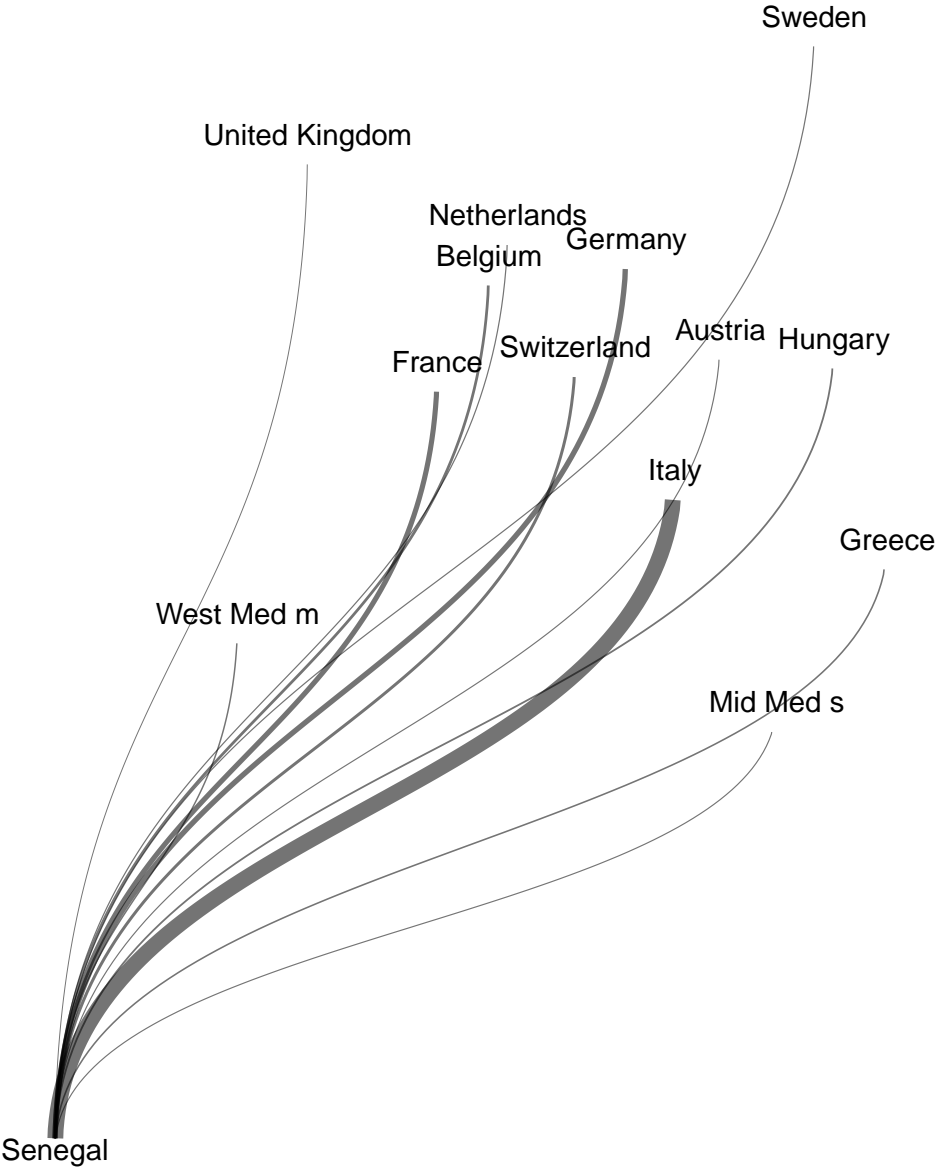 Sweden
United Kingdom
Netherlands
Germany
Belgium
Austria
Hungary
Switzerland
France
Italy
Greece
West Med m
Mid Med s
Senegal